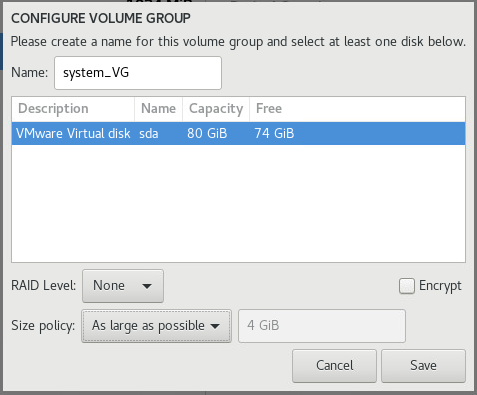 CONFIGURE VOLUME GROUP
Please create a name for this volume group and select at least one disk below.
Name: system_VG
Description Name Capacity Free
VMware Virtual disk sda 80 GiB 74 GiB
RAID Level: None Encrypt
Size policy: As large as possible 4 GiB
Cancel Save